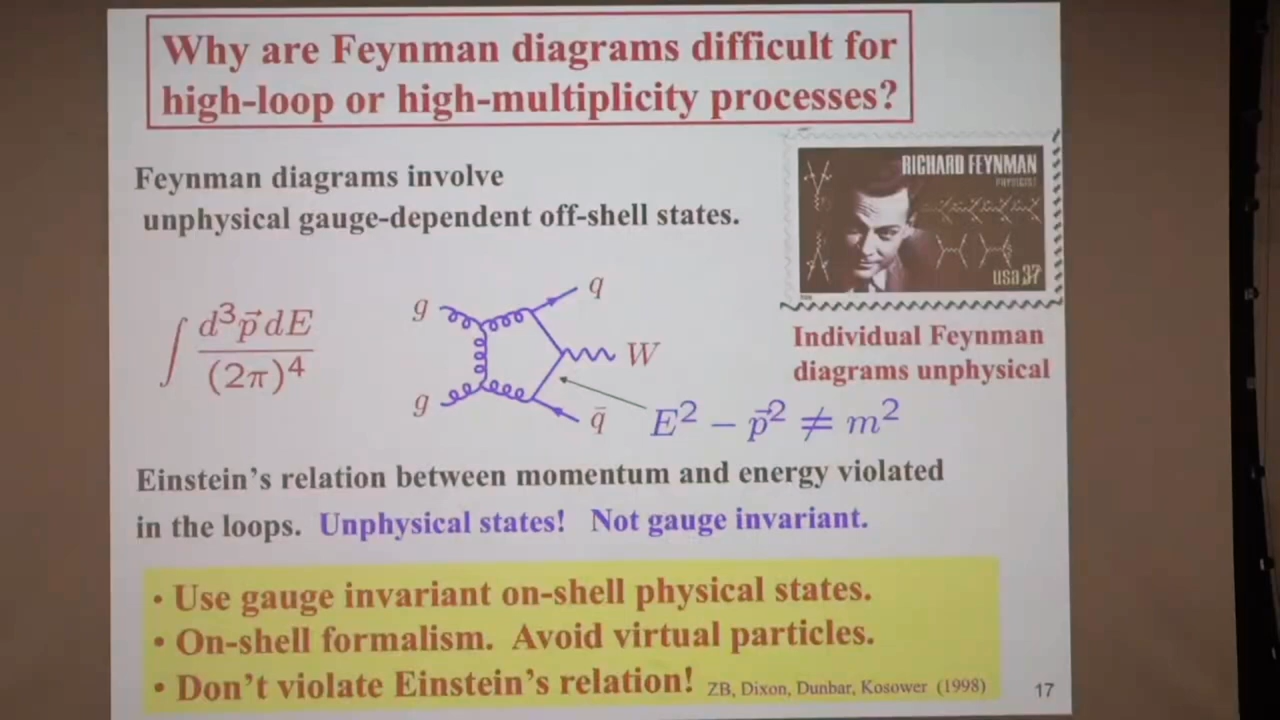 Why are Feynman diagrams difficult for
high-loop or high-multiplicity processes?
Feynman diagrams involve
unphysical gauge-dependent off-shell states.
RICHARD FEYNMAN
PHYSICIST
usa 37
Individual Feynman
diagrams unphysical
∫ d³p⃗ dE / (2π)⁴
g
q
W
g
q̄
E² − p⃗² ≠ m²
Einstein's relation between momentum and energy violated
in the loops. Unphysical states! Not gauge invariant.
• Use gauge invariant on-shell physical states.
• On-shell formalism. Avoid virtual particles.
• Don't violate Einstein's relation! ZB, Dixon, Dunbar, Kosower (1998)
17